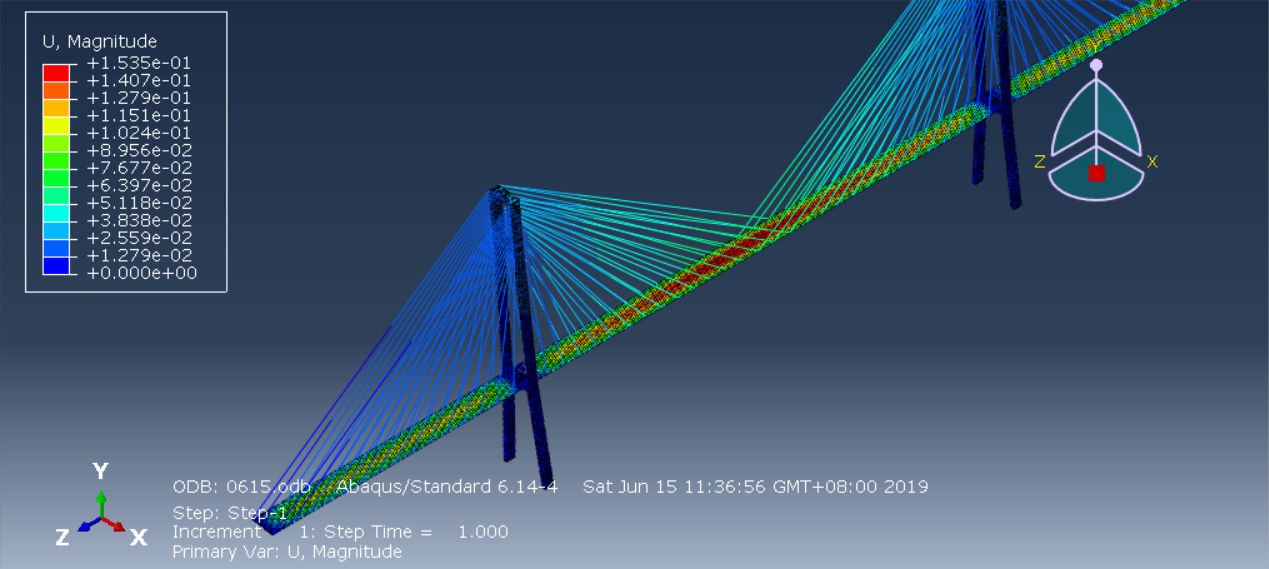 U, Magnitude
+1.535e-01
+1.407e-01
+1.279e-01
+1.151e-01
+1.024e-01
+8.956e-02
+7.677e-02
+6.397e-02
+5.118e-02
+3.838e-02
+2.559e-02
+1.279e-02
+0.000e+00
Y
Z X
Y
Z X
ODB: 0615.odb Abaqus/Standard 6.14-4 Sat Jun 15 11:36:56 GMT+08:00 2019
Step: Step-1
Increment 1: Step Time = 1.000
Primary Var: U, Magnitude